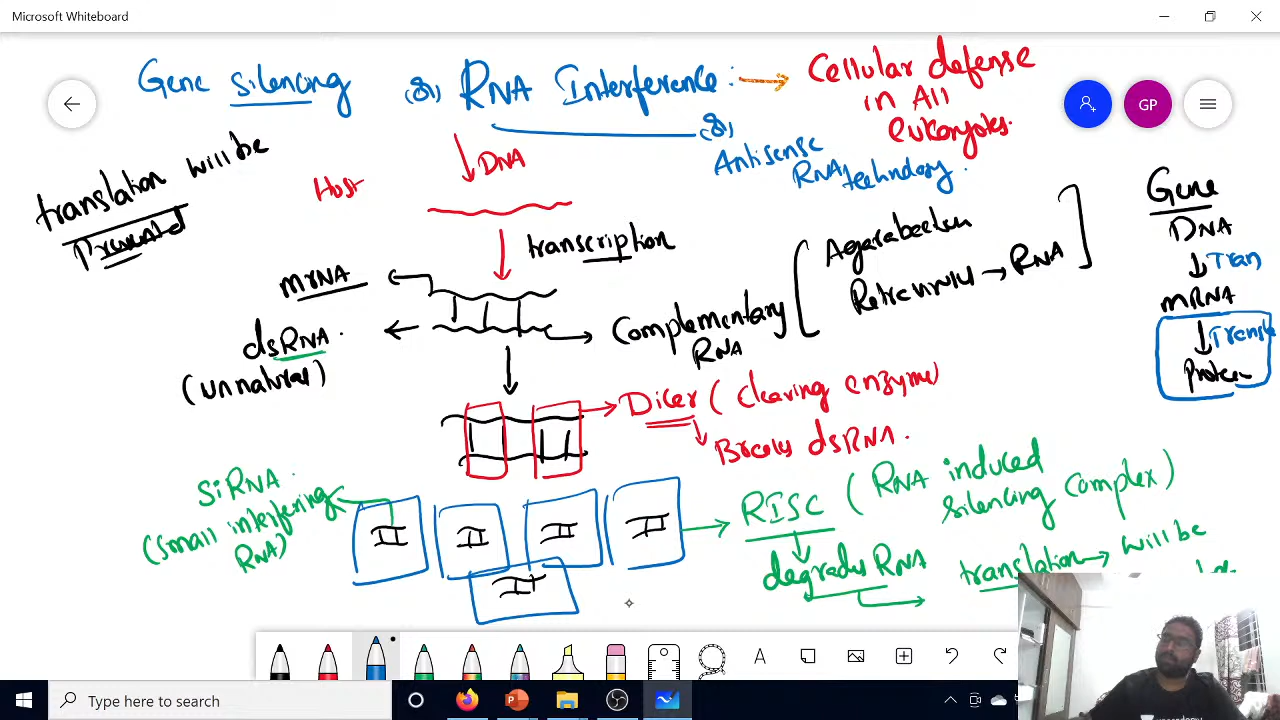 Microsoft Whiteboard
Gene silencing (or) RNA Interference:
Cellular defense
in All
eukaryotes.
(or)
Antisense
RNA technology.
GP
translation will be
prevented
Host
DNA
transcription
mRNA
dsRNA.
(unnatural)
Complementary
RNA
Retrovirus → RNA
Gene
DNA
Tran
mRNA
Transl
Protein
Dicer (cleaving enzyme
Breaks dsRNA.
SiRNA
(small interfering
RNA)
RISC (RNA induced
silencing complex)
degrades RNA
translation → will be
A
Type here to search